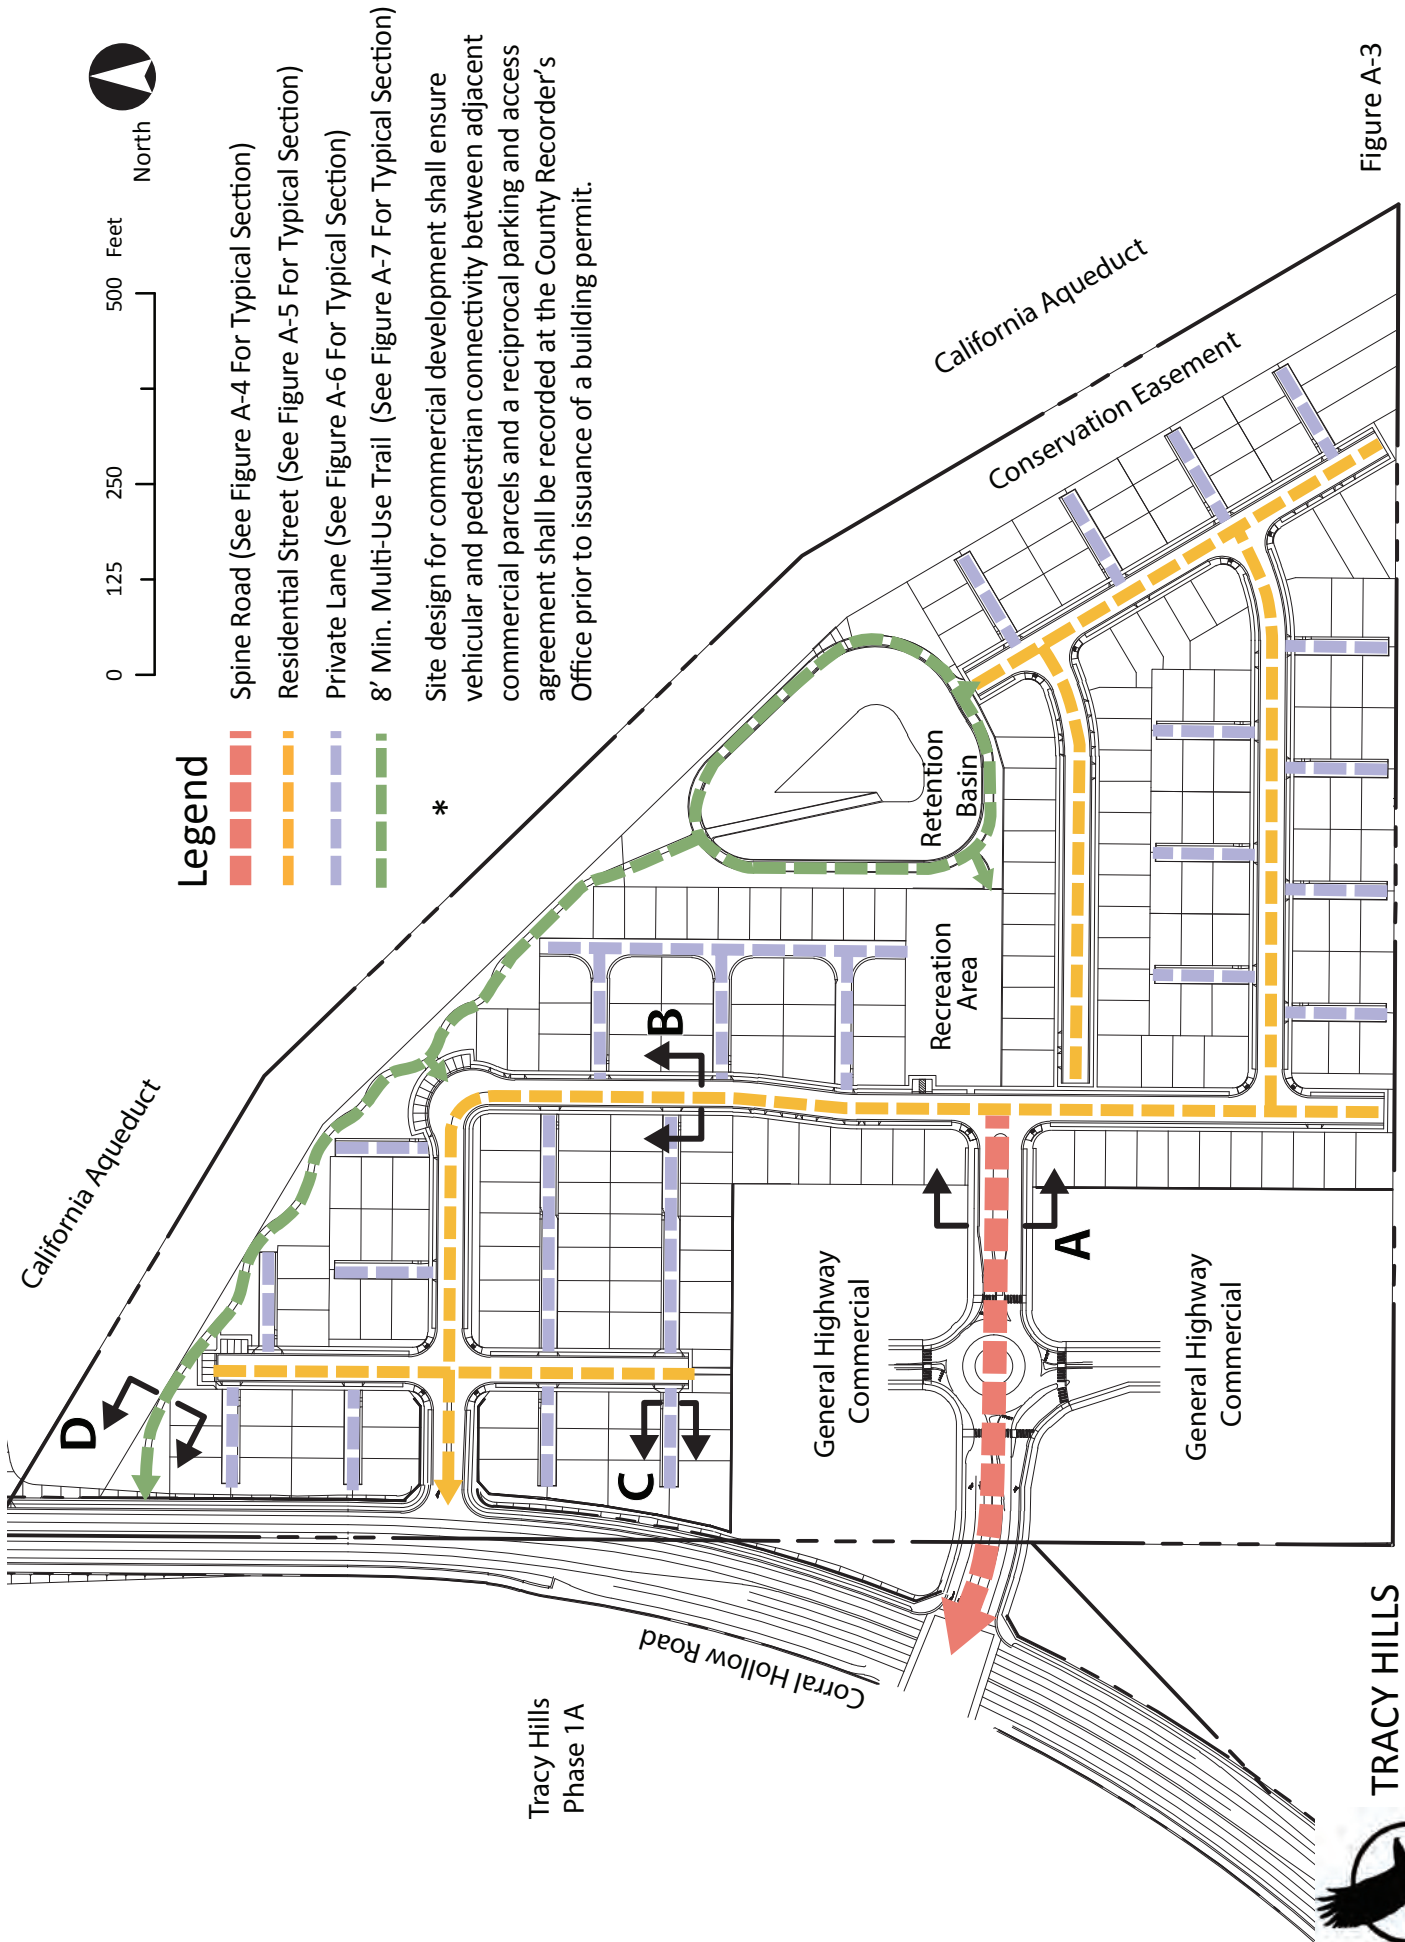 North
0 125 250 500 Feet
Legend
Spine Road (See Figure A-4 For Typical Section)
Residential Street (See Figure A-5 For Typical Section)
Private Lane (See Figure A-6 For Typical Section)
8’ Min. Multi-Use Trail (See Figure A-7 For Typical Section)
* Site design for commercial development shall ensure
vehicular and pedestrian connectivity between adjacent
commercial parcels and a reciprocal parking and access
agreement shall be recorded at the County Recorder’s
Office prior to issuance of a building permit.
California Aqueduct
D
California Aqueduct
Conservation Easement
B
Retention
Basin
Recreation
Area
C
General Highway
Commercial
A
General Highway
Commercial
Corral Hollow Road
Tracy Hills
Phase 1A
TRACY HILLS
Figure A-3